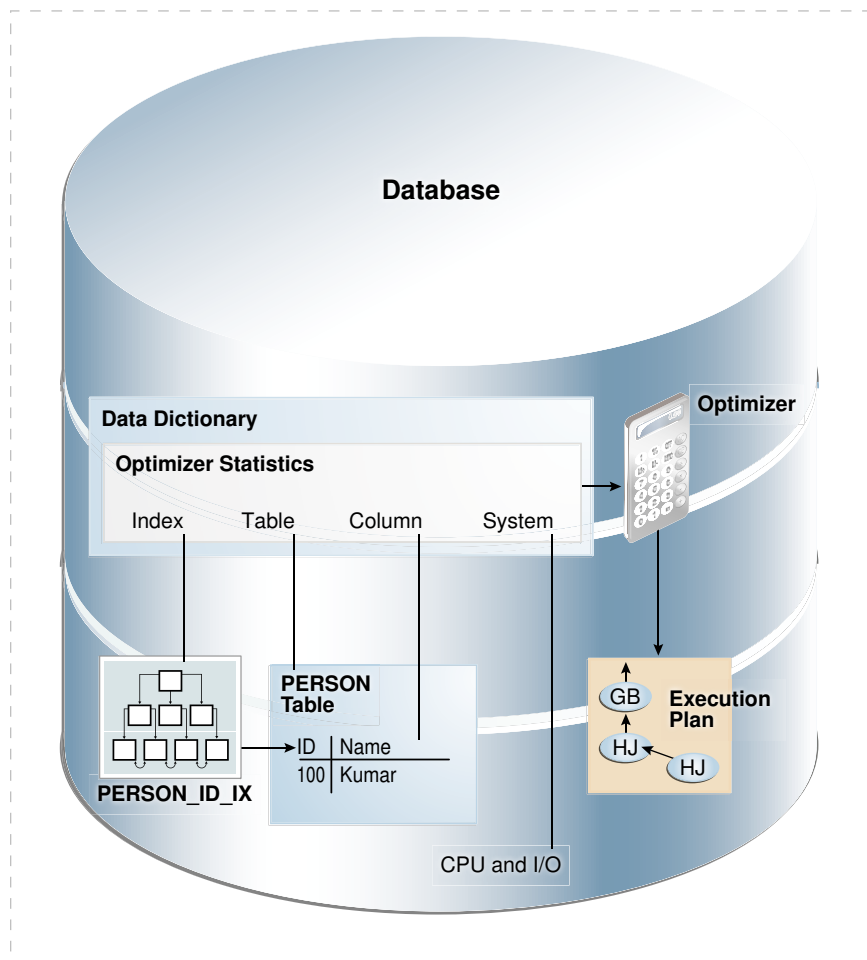 Database
Data Dictionary
Optimizer
Optimizer Statistics
Index Table Column System
PERSON
Table
ID Name
100 Kumar
PERSON_ID_IX
GB
HJ
HJ
Execution
Plan
CPU and I/O